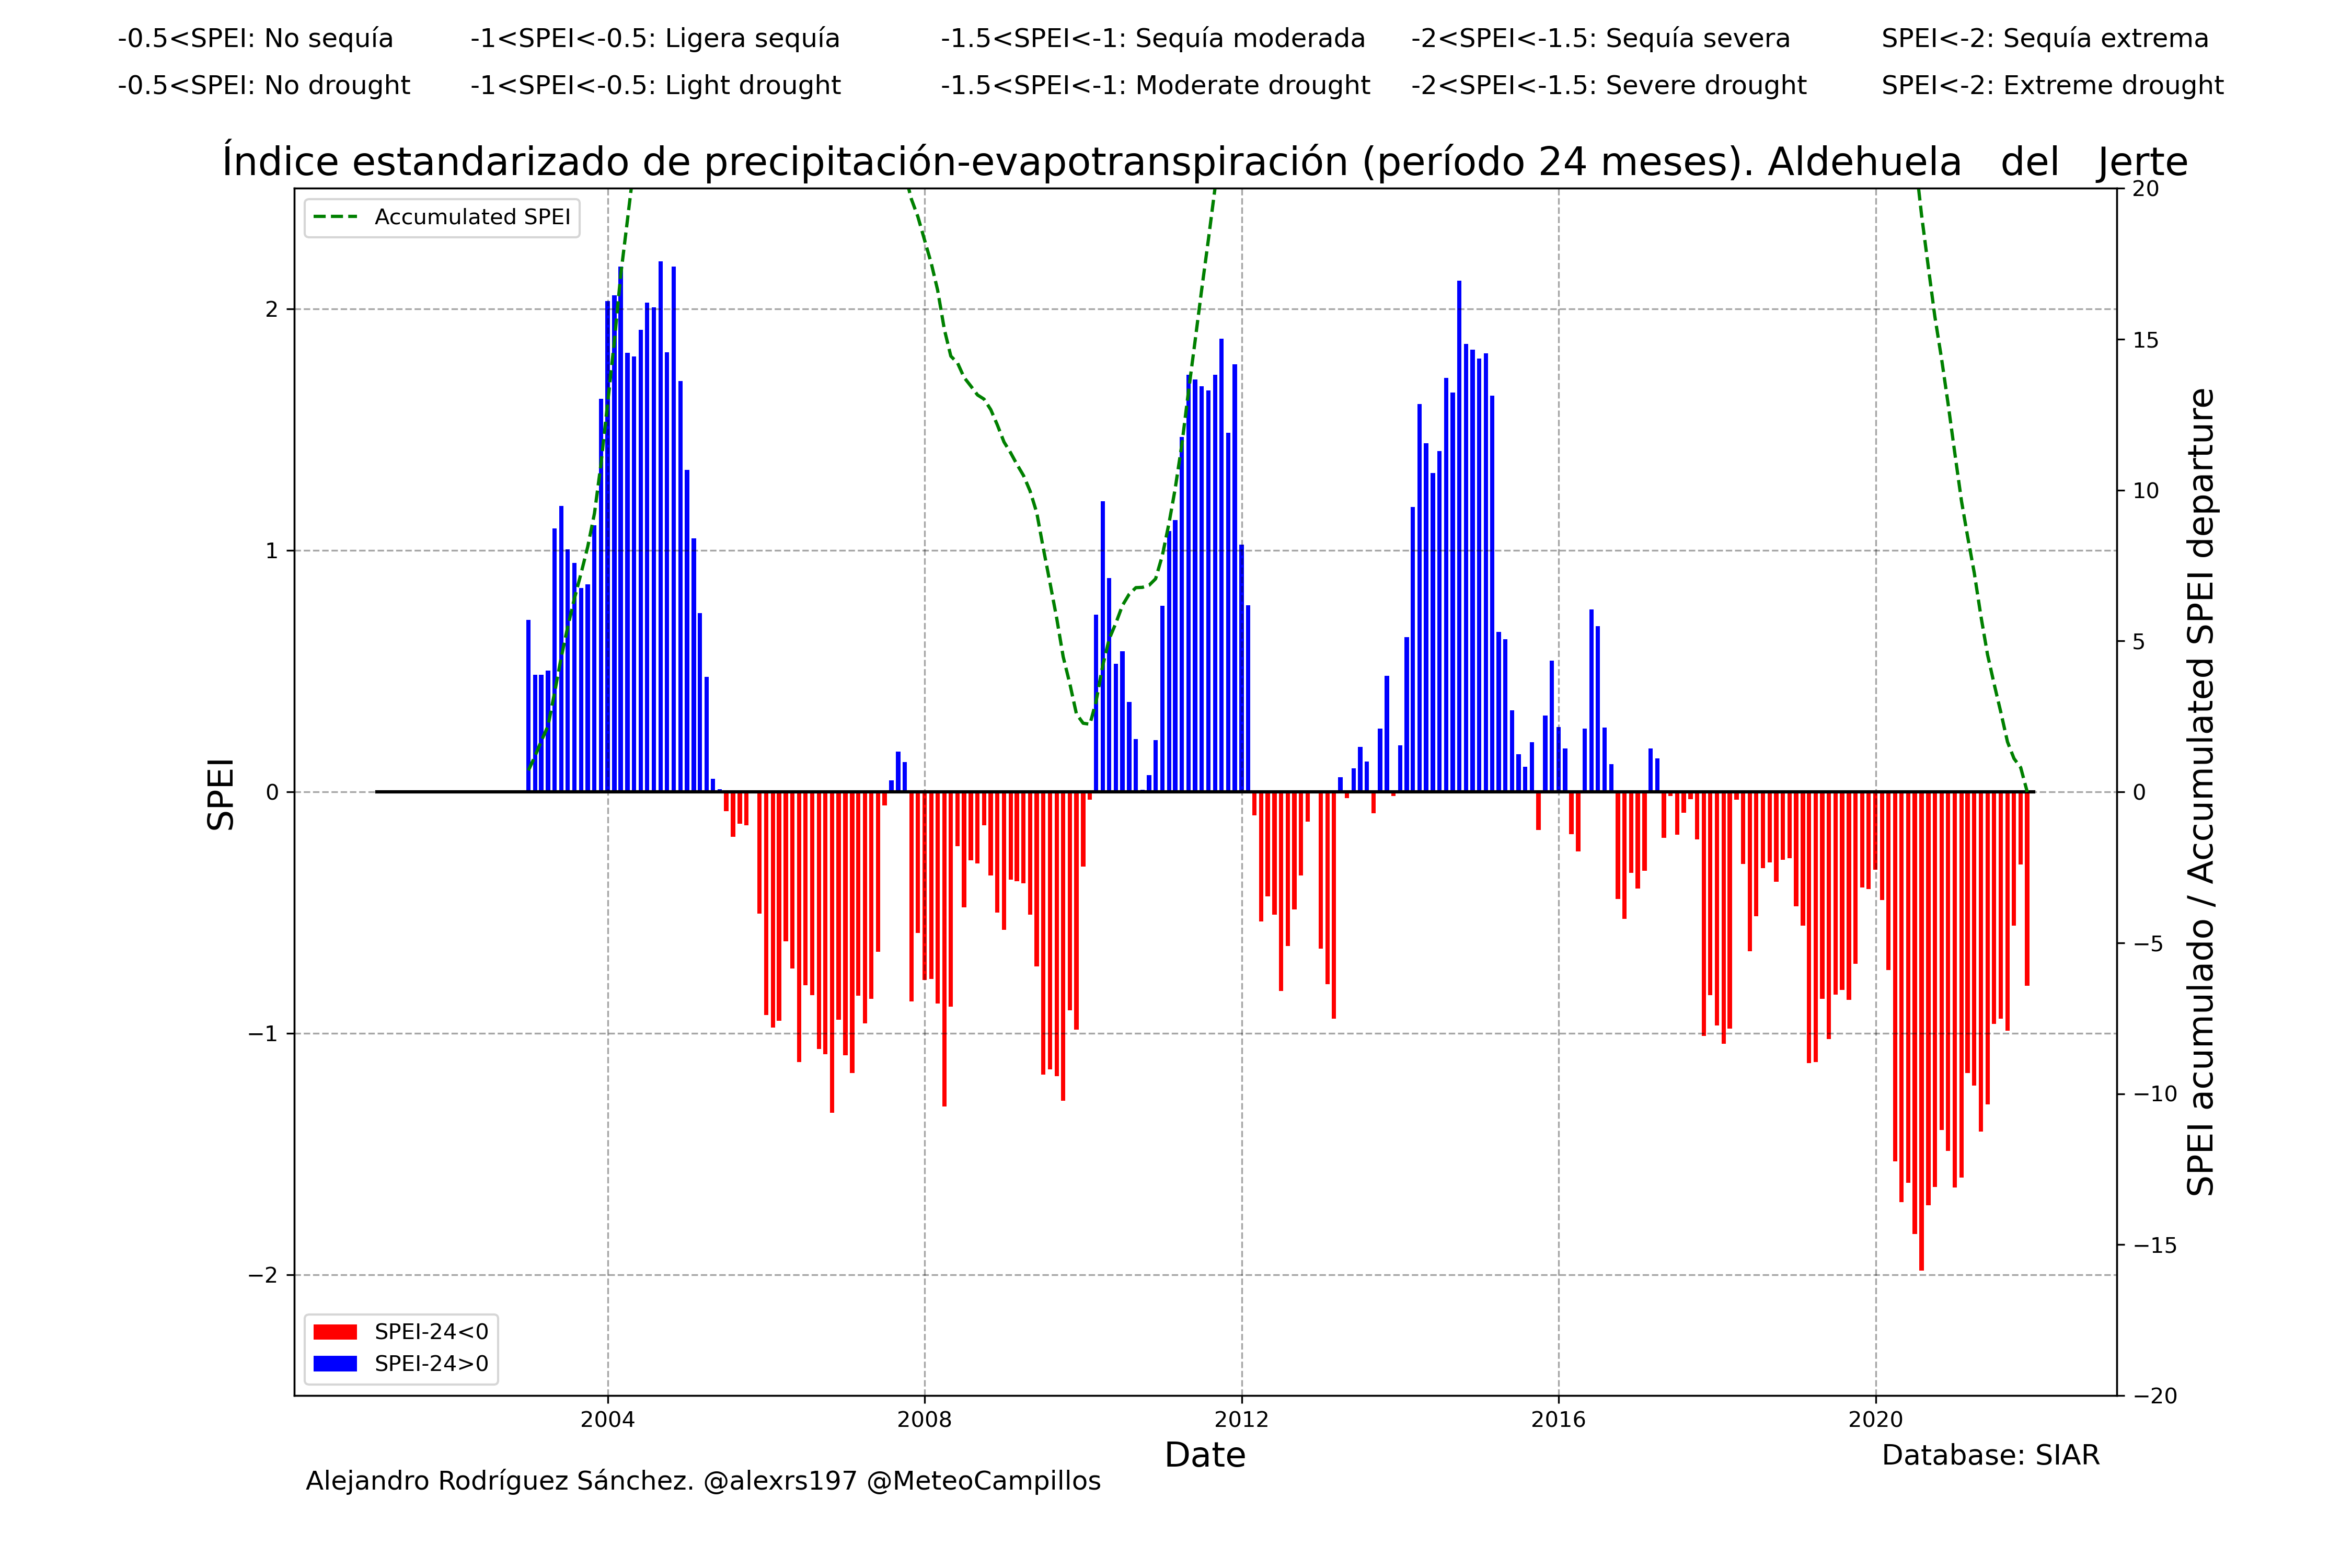 -0.5<SPEI: No sequía -1<SPEI<-0.5: Ligera sequía -1.5<SPEI<-1: Sequía moderada -2<SPEI<-1.5: Sequía severa SPEI<-2: Sequía extrema
-0.5<SPEI: No drought -1<SPEI<-0.5: Light drought -1.5<SPEI<-1: Moderate drought -2<SPEI<-1.5: Severe drought SPEI<-2: Extreme drought
Índice estandarizado de precipitación-evapotranspiración (período 24 meses). Aldehuela del Jerte
Accumulated SPEI
2
1
0
−1
−2
SPEI
20
15
10
5
0
−5
−10
−15
−20
SPEI acumulado / Accumulated SPEI departure
SPEI-24<0
SPEI-24>0
2004 2008 2012 2016 2020
Date
Database: SIAR
Alejandro Rodríguez Sánchez. @alexrs197 @MeteoCampillos